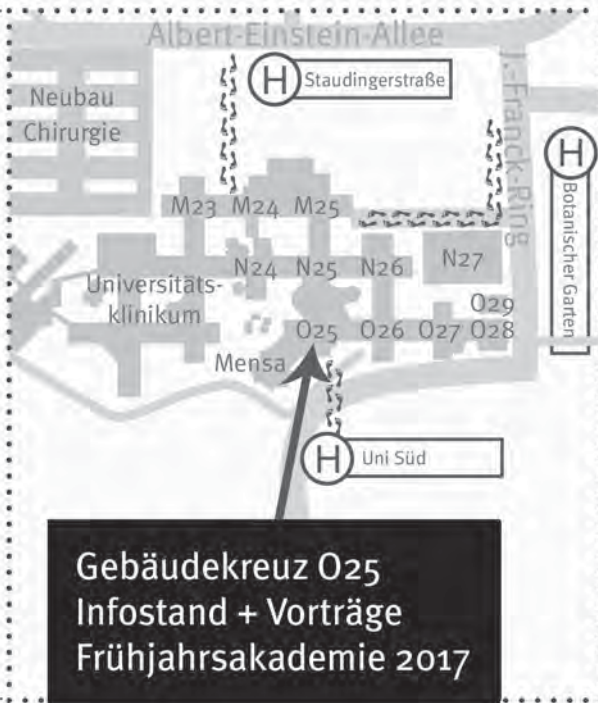 Albert-Einstein-Allee
H Staudingerstraße
Neubau
Chirurgie
J.-Franck-Ring
H Botanischer Garten
M23 M24 M25
N24 N25 N26 N27
Universitäts-
klinikum
O29
O25 O26 O27 O28
Mensa
H Uni Süd
Gebäudekreuz O25
Infostand + Vorträge
Frühjahrsakademie 2017